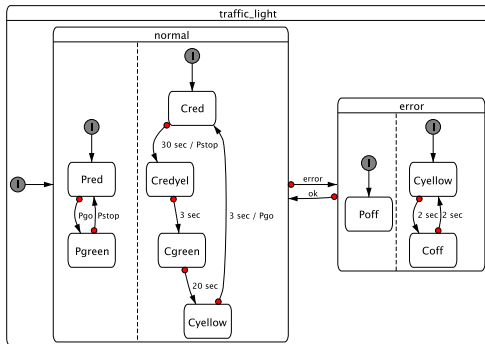 traffic_light
normal
I
Cred
30 sec / Pstop
I
Pred
Credyel
Pgo
Pstop
3 sec
3 sec / Pgo
Pgreen
Cgreen
20 sec
Cyellow
I
error
ok
error
I
I
Cyellow
Poff
2 sec
2 sec
Coff